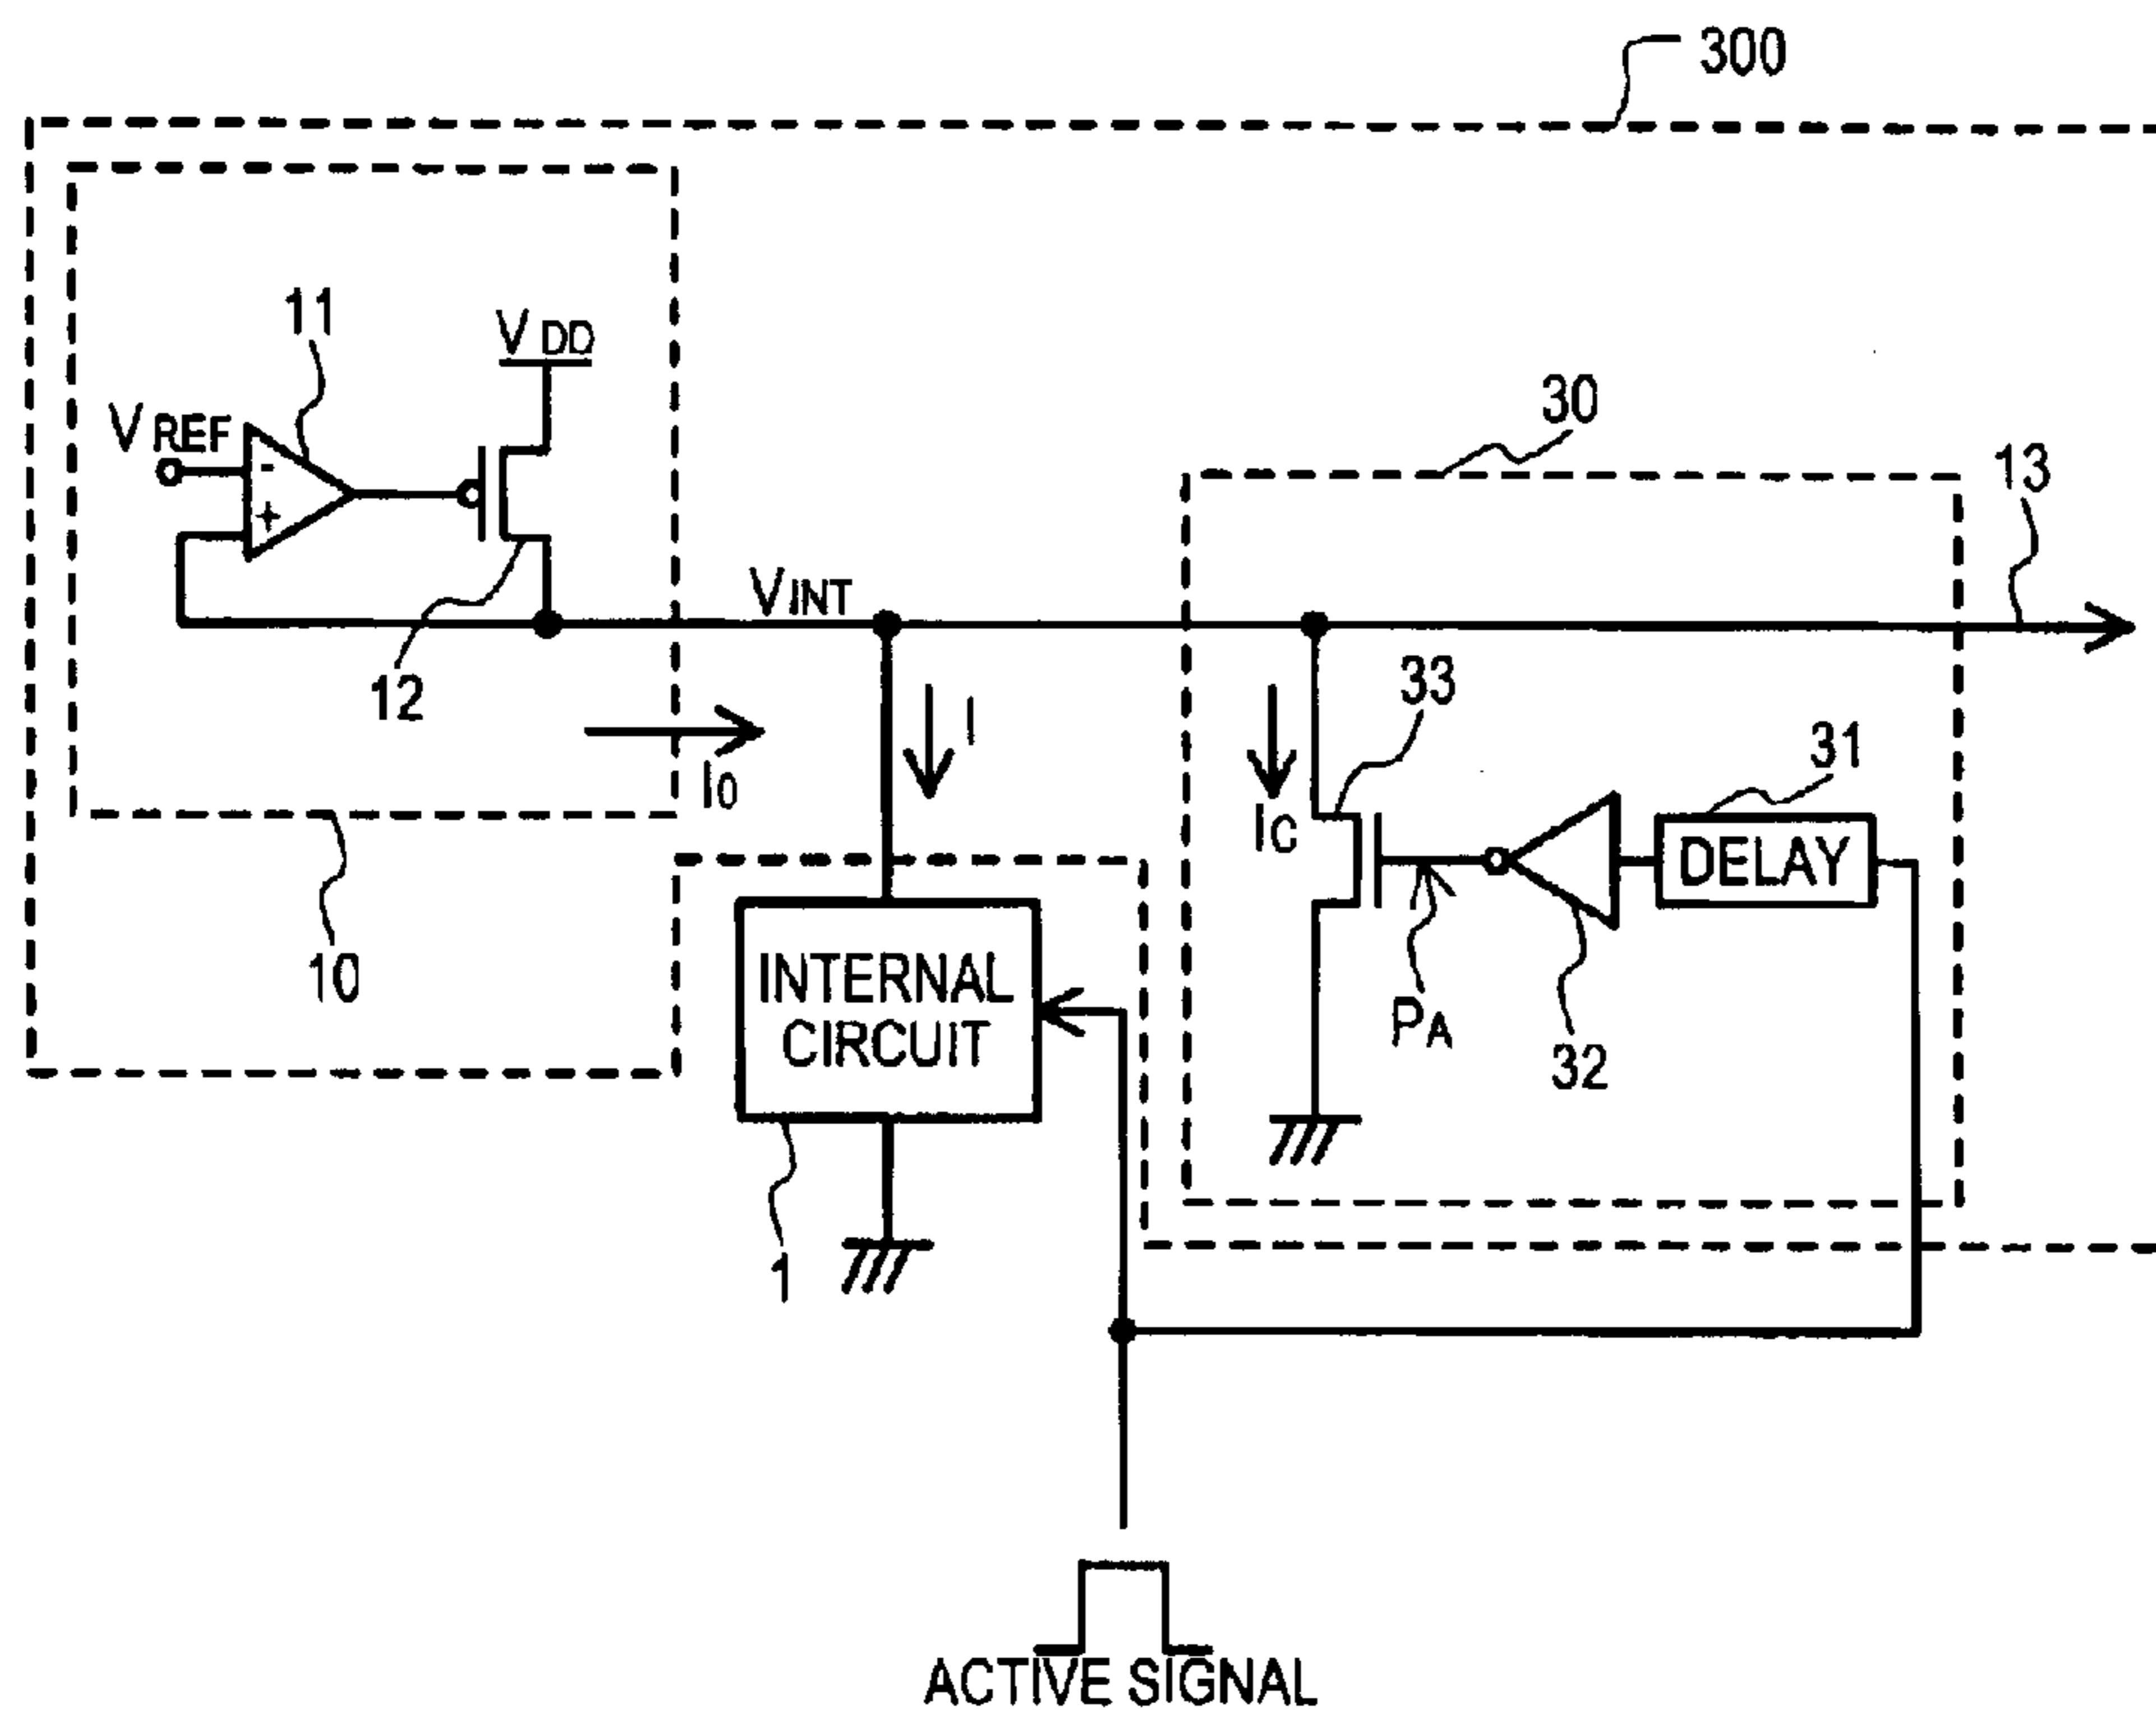 300
11
VDD
VREF
-
+
30
13
VINT
12
I
33
31
I0
IC
DELAY
10
INTERNAL
CIRCUIT
PA
32
1
ACTIVE SIGNAL